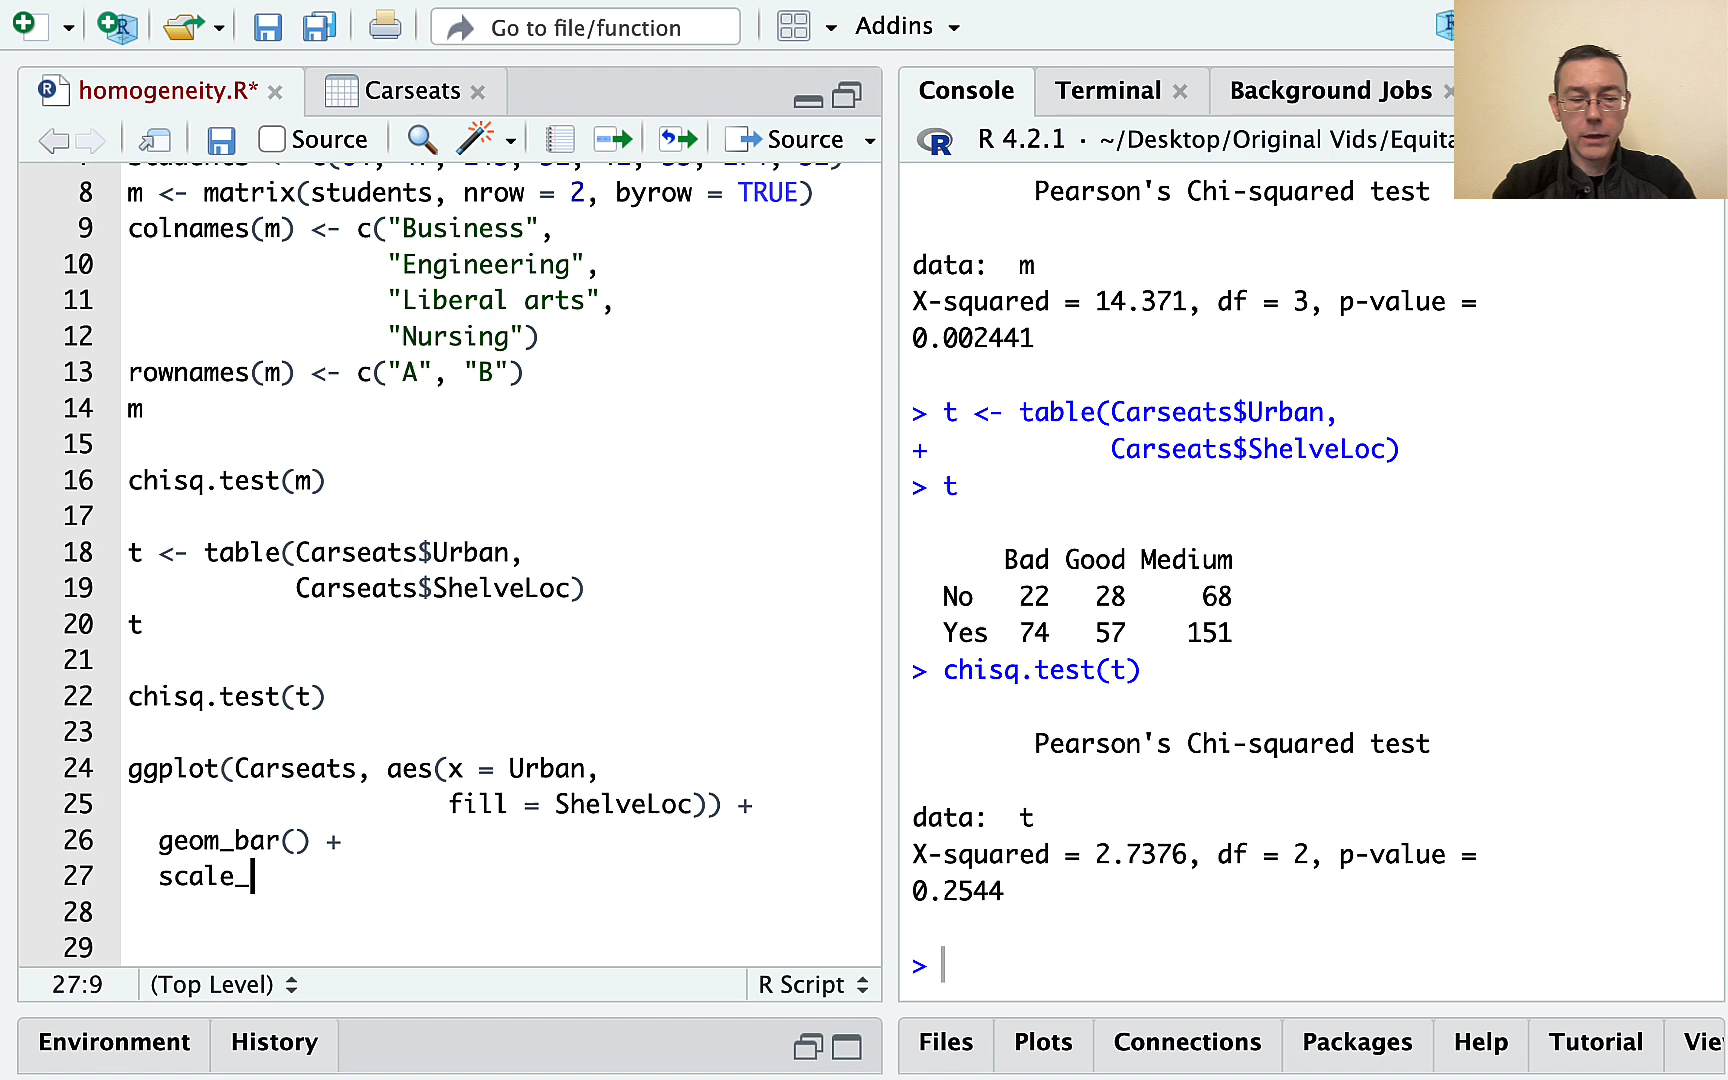 Go to file/function
Addins
homogeneity.R*
Carseats
Source
Source
8 m <- matrix(students, nrow = 2, byrow = TRUE)
9 colnames(m) <- c("Business",
10 "Engineering",
11 "Liberal arts",
12 "Nursing")
13 rownames(m) <- c("A", "B")
14 m
15
16 chisq.test(m)
17
18 t <- table(Carseats$Urban,
19 Carseats$ShelveLoc)
20 t
21
22 chisq.test(t)
23
24 ggplot(Carseats, aes(x = Urban,
25 fill = ShelveLoc)) +
26 geom_bar() +
27 scale_
28
29
27:9 (Top Level) R Script
Environment History
Console Terminal Background Jobs
R 4.2.1 · ~/Desktop/Original Vids/Equita
Pearson's Chi-squared test
data: m
X-squared = 14.371, df = 3, p-value =
0.002441
> t <- table(Carseats$Urban,
+ Carseats$ShelveLoc)
> t
Bad Good Medium
No 22 28 68
Yes 74 57 151
> chisq.test(t)
Pearson's Chi-squared test
data: t
X-squared = 2.7376, df = 2, p-value =
0.2544
>
Files Plots Connections Packages Help Tutorial Vie